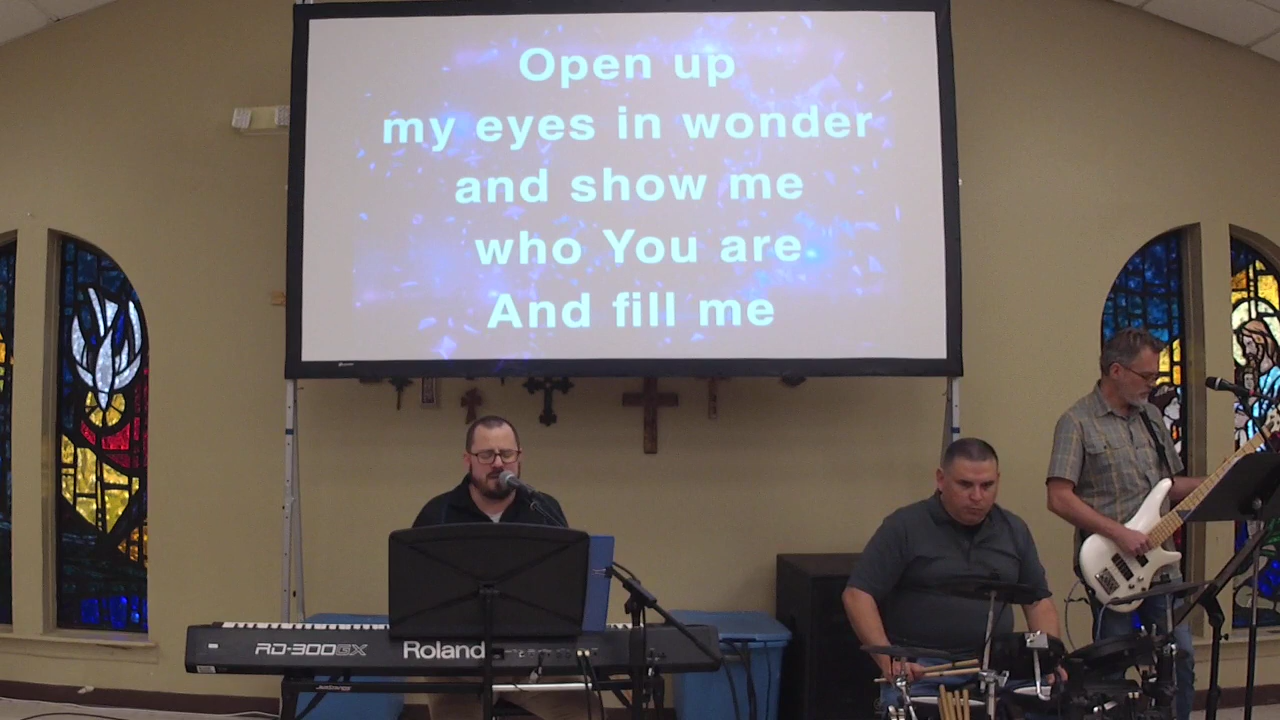 Open up
my eyes in wonder
and show me
who You are
And fill me
RD-300GX Roland